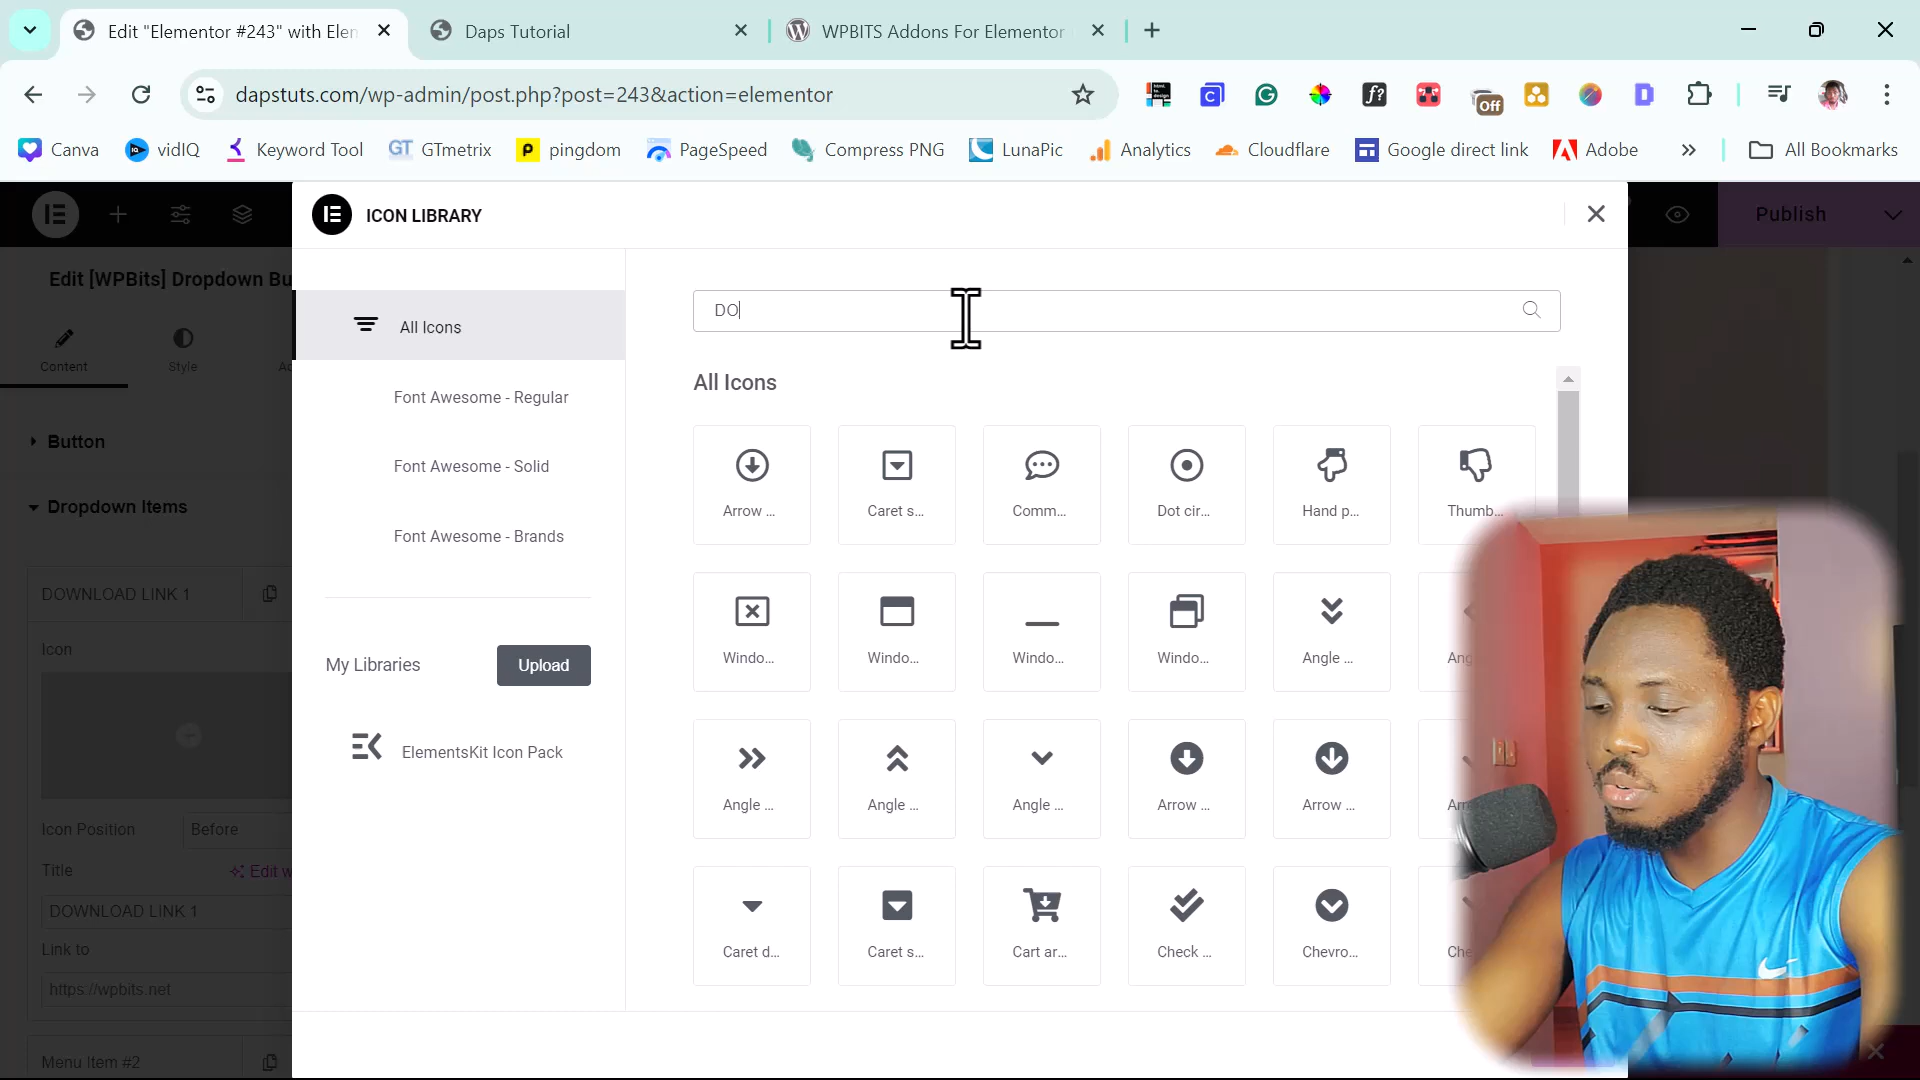 Edit "Elementor #243" with Elen
Daps Tutorial
WPBITS Addons For Elementor
dapstuts.com/wp-admin/post.php?post=243&action=elementor
Off
Canva
vidIQ
Keyword Tool
GTmetrix
pingdom
PageSpeed
Compress PNG
LunaPic
Analytics
Cloudflare
Google direct link
Adobe
All Bookmarks
ICON LIBRARY
Publish
Edit [WPBits] Dropdown Bu
DO
All Icons
Content
Style
Font Awesome - Regular
All Icons
Button
Font Awesome - Solid
Arrow ...
Caret s...
Comm...
Dot cir...
Hand p...
Thumb...
Dropdown Items
Font Awesome - Brands
DOWNLOAD LINK 1
Icon
My Libraries
Upload
Windo...
Windo...
Windo...
Windo...
Angle ...
Ang
ElementsKit Icon Pack
Angle ...
Angle ...
Angle ...
Arrow ...
Arrow ...
Icon Position
Before
Title
Edit w
DOWNLOAD LINK 1
Link to
Caret d...
Caret s...
Cart ar...
Check ...
Chevro...
Che
https://wpbits.net
Menu Item #2